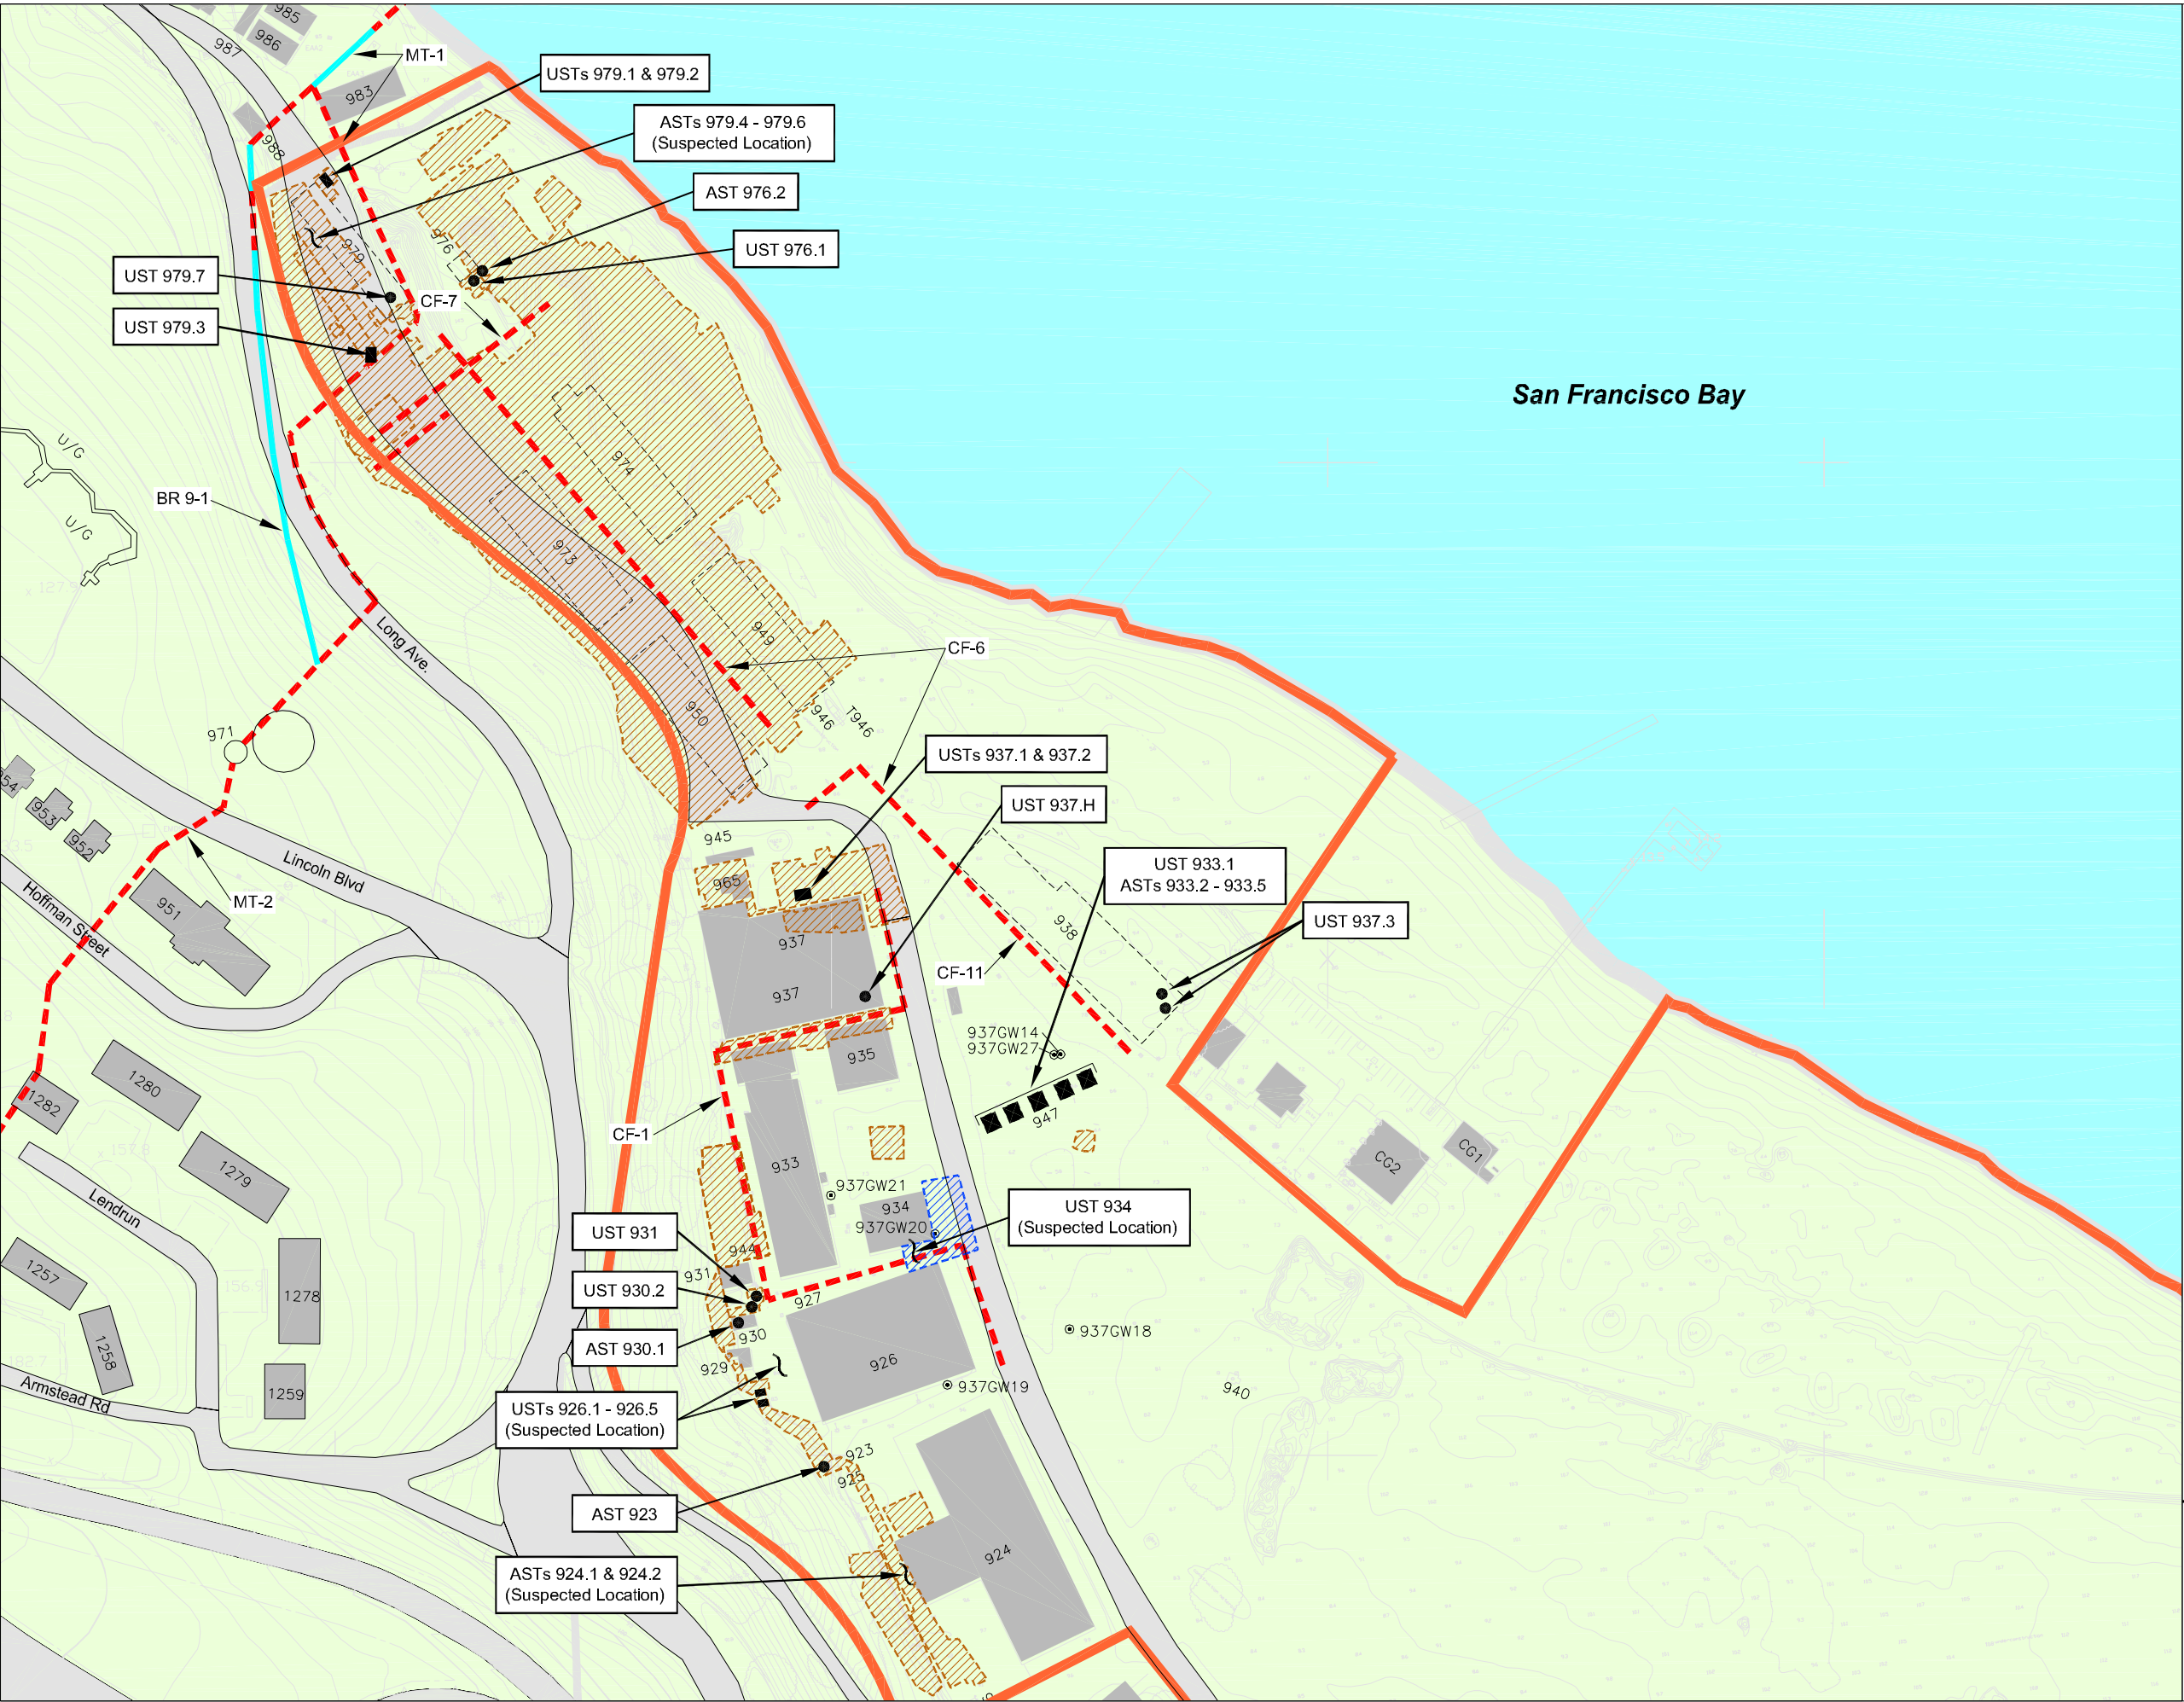 985
986
987
MT-1
983
988
USTs 979.1 & 979.2
ASTs 979.4 - 979.6
(Suspected Location)
AST 976.2
UST 976.1
976
979
UST 979.7
CF-7
UST 979.3
San Francisco Bay
U/G
U/G
974
BR 9-1
973
127.5
949
Long Ave.
CF-6
950
946
T946
971
USTs 937.1 & 937.2
UST 937.H
954
953
952
945
Lincoln Blvd
UST 933.1
ASTs 933.2 - 933.5
965
MT-2
951
Hoffman Street
938
UST 937.3
937
CF-11
937
937GW14
937GW27
935
1280
1282
947
CF-1
157.8
CG2
CG1
933
1279
937GW21
934
937GW20
UST 934
(Suspected Location)
Lendrun
UST 931
944
931
1257
156.9
1278
UST 930.2
927
930
937GW18
AST 930.1
1258
929
926
937GW19
940
Armstead Rd
1259
USTs 926.1 - 926.5
(Suspected Location)
923
925
AST 923
924
ASTs 924.1 & 924.2
(Suspected Location)